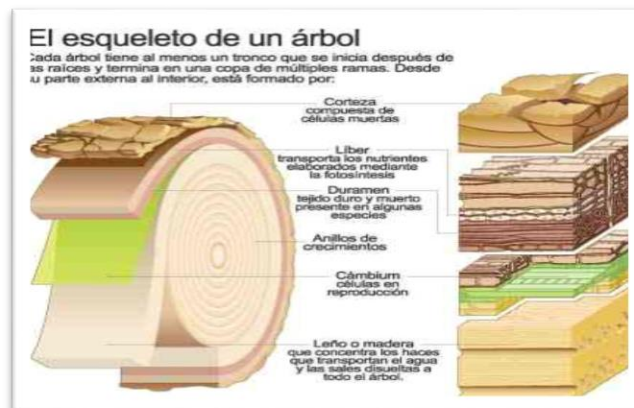 El esqueleto de un árbol
Cada árbol tiene al menos un tronco que se inicia después de
as raíces y termina en una copa de múltiples ramas. Desde
u parte externa al interior, está formado por:
Corteza
compuesta de
células muertas
Líber
transporta los nutrientes
elaborados mediante
la fotosíntesis
Duramen
tejido duro y muerto
presente en algunas
especies
Anillos de
crecimientos
Cámbium
células en
reproducción
Leño o madera
que concentra los haces
que transportan el agua
y las sales disueltas a
todo el árbol.